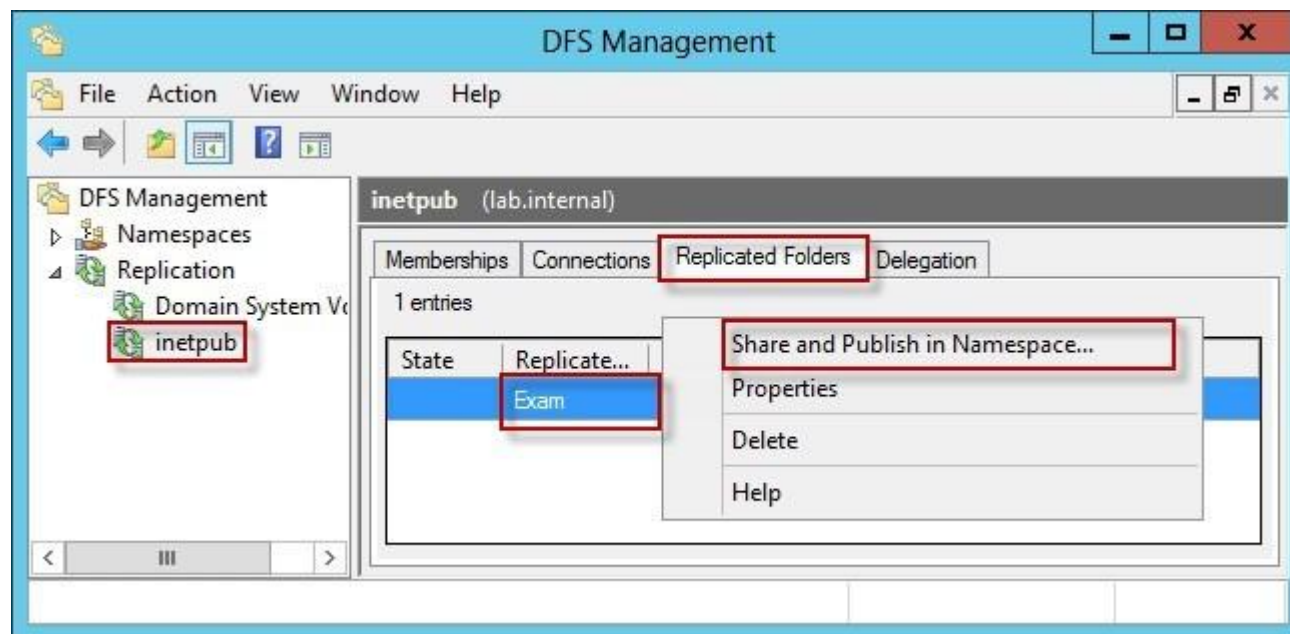 DFS Management
File Action View Window Help
DFS Management
Namespaces
Replication
Domain System Vo
inetpub
inetpub (lab.internal)
Memberships Connections Replicated Folders Delegation
1 entries
State Replicate...
Exam
Share and Publish in Namespace...
Properties
Delete
Help